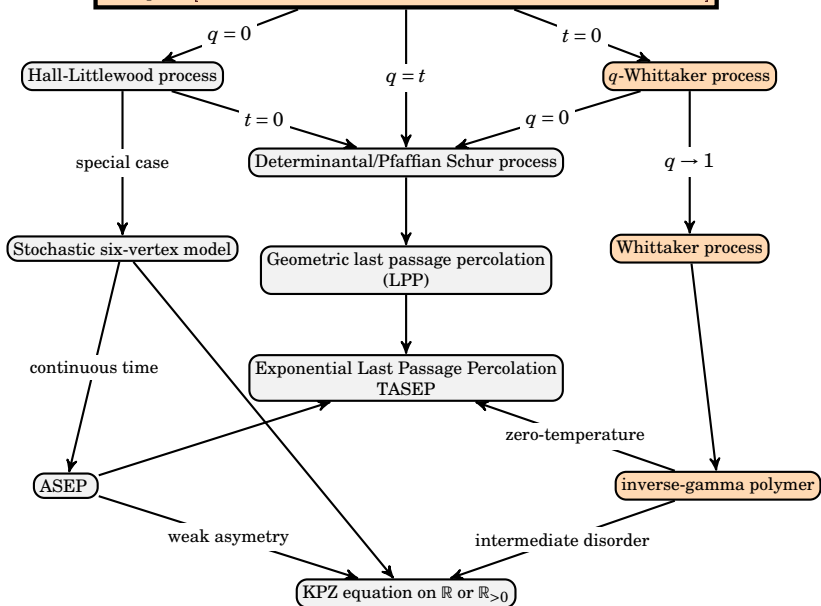 q = 0
t = 0
Hall-Littlewood process
q = t
q-Whittaker process
t = 0
q = 0
special case
Determinantal/Pfaffian Schur process
q → 1
Stochastic six-vertex model
Geometric last passage percolation
(LPP)
Whittaker process
continuous time
Exponential Last Passage Percolation
TASEP
zero-temperature
ASEP
inverse-gamma polymer
weak asymetry
intermediate disorder
KPZ equation on ℝ or ℝ>0